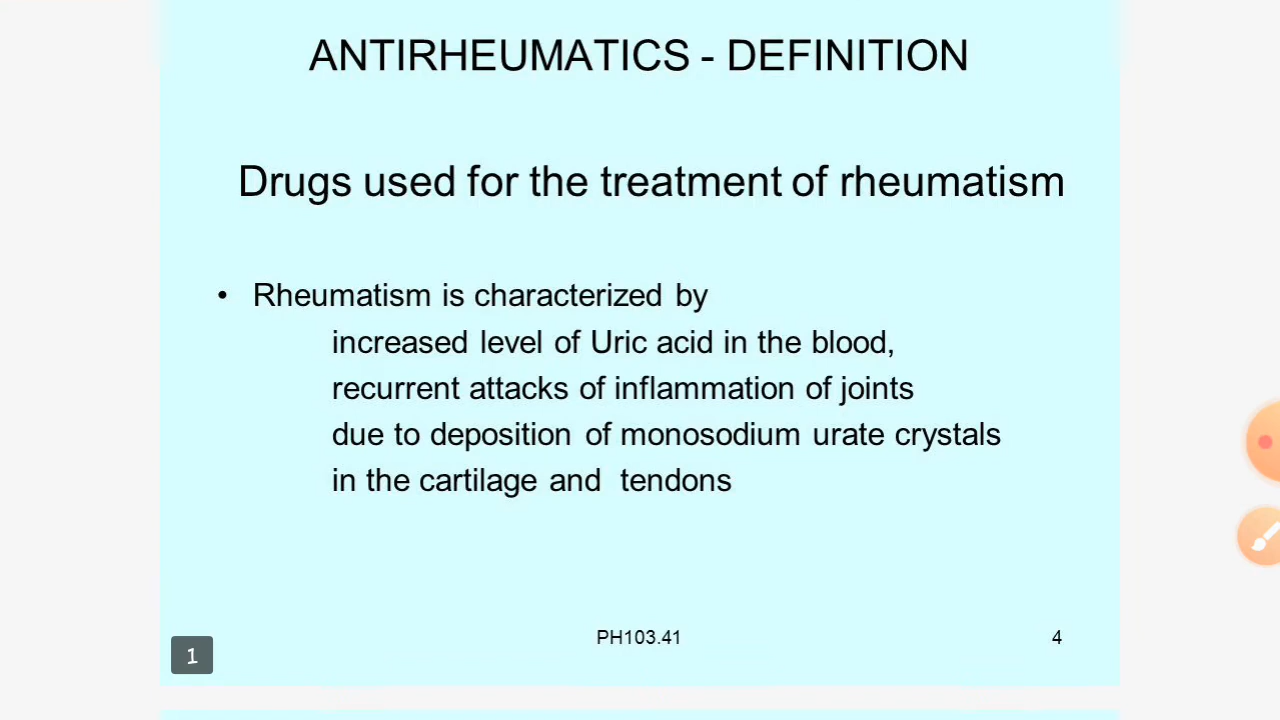 ANTIRHEUMATICS - DEFINITION
Drugs used for the treatment of rheumatism
• Rheumatism is characterized by
increased level of Uric acid in the blood,
recurrent attacks of inflammation of joints
due to deposition of monosodium urate crystals
in the cartilage and tendons
PH103.41
4
1